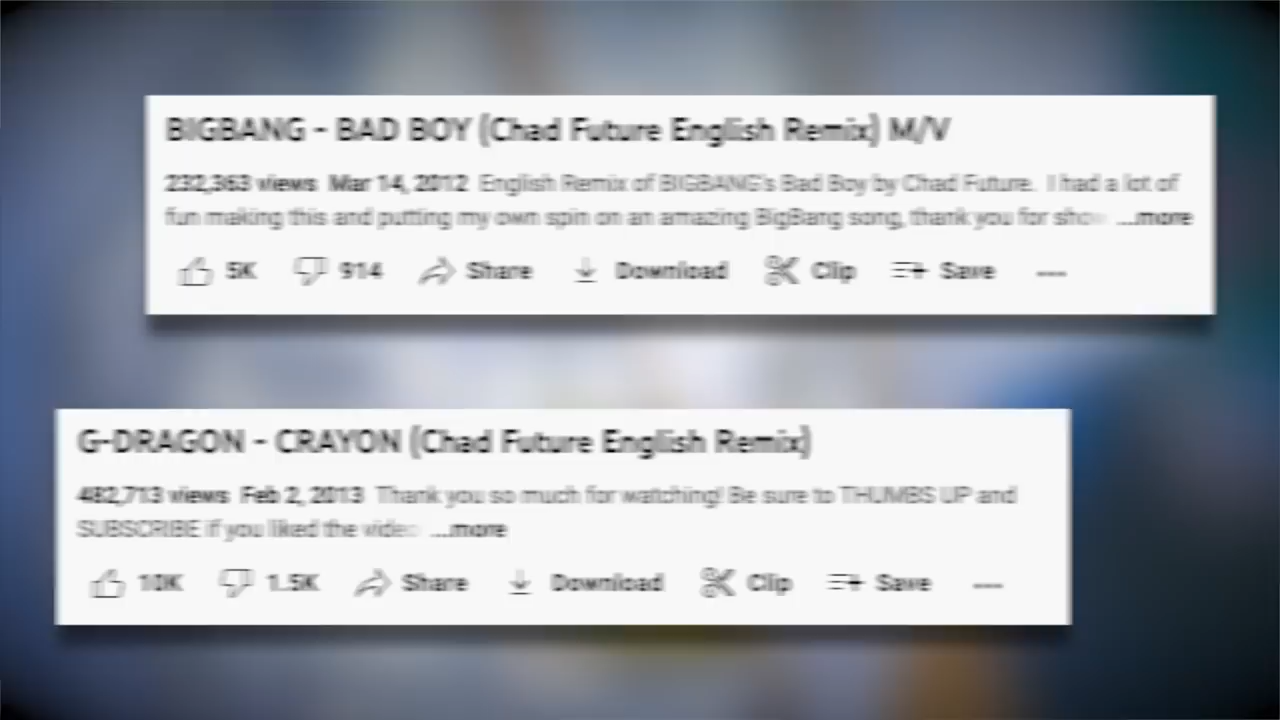 BIGBANG - BAD BOY (Chad Future English Remix) M/V
232,363 views Mar 14, 2012 English Remix of BIGBANG's Bad Boy by Chad Future. I had a lot of
fun making this and putting my own spin on an amazing BigBang song, thank you for sho ...more
5K 914 Share Download Clip Save ...
G-DRAGON - CRAYON (Chad Future English Remix)
482,713 views Feb 2, 2013 Thank you so much for watching! Be sure to THUMBS UP and
SUBSCRIBE if you liked the video ...more
10K 1.5K Share Download Clip Save ...